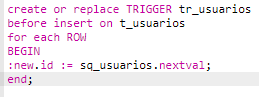 create or replace TRIGGER tr_usuarios
before insert on t_usuarios
for each ROW
BEGIN
:new.id := sq_usuarios.nextval;
end;